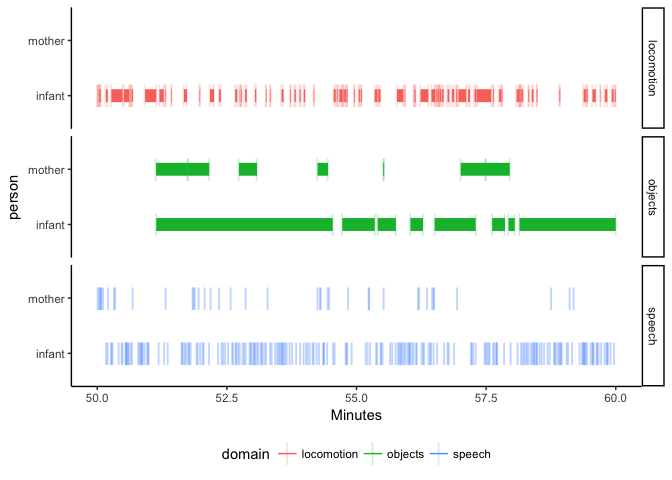 mother
infant
locomotion
mother
infant
objects
mother
infant
speech
person
50.0 52.5 55.0 57.5 60.0
Minutes
domain locomotion objects speech